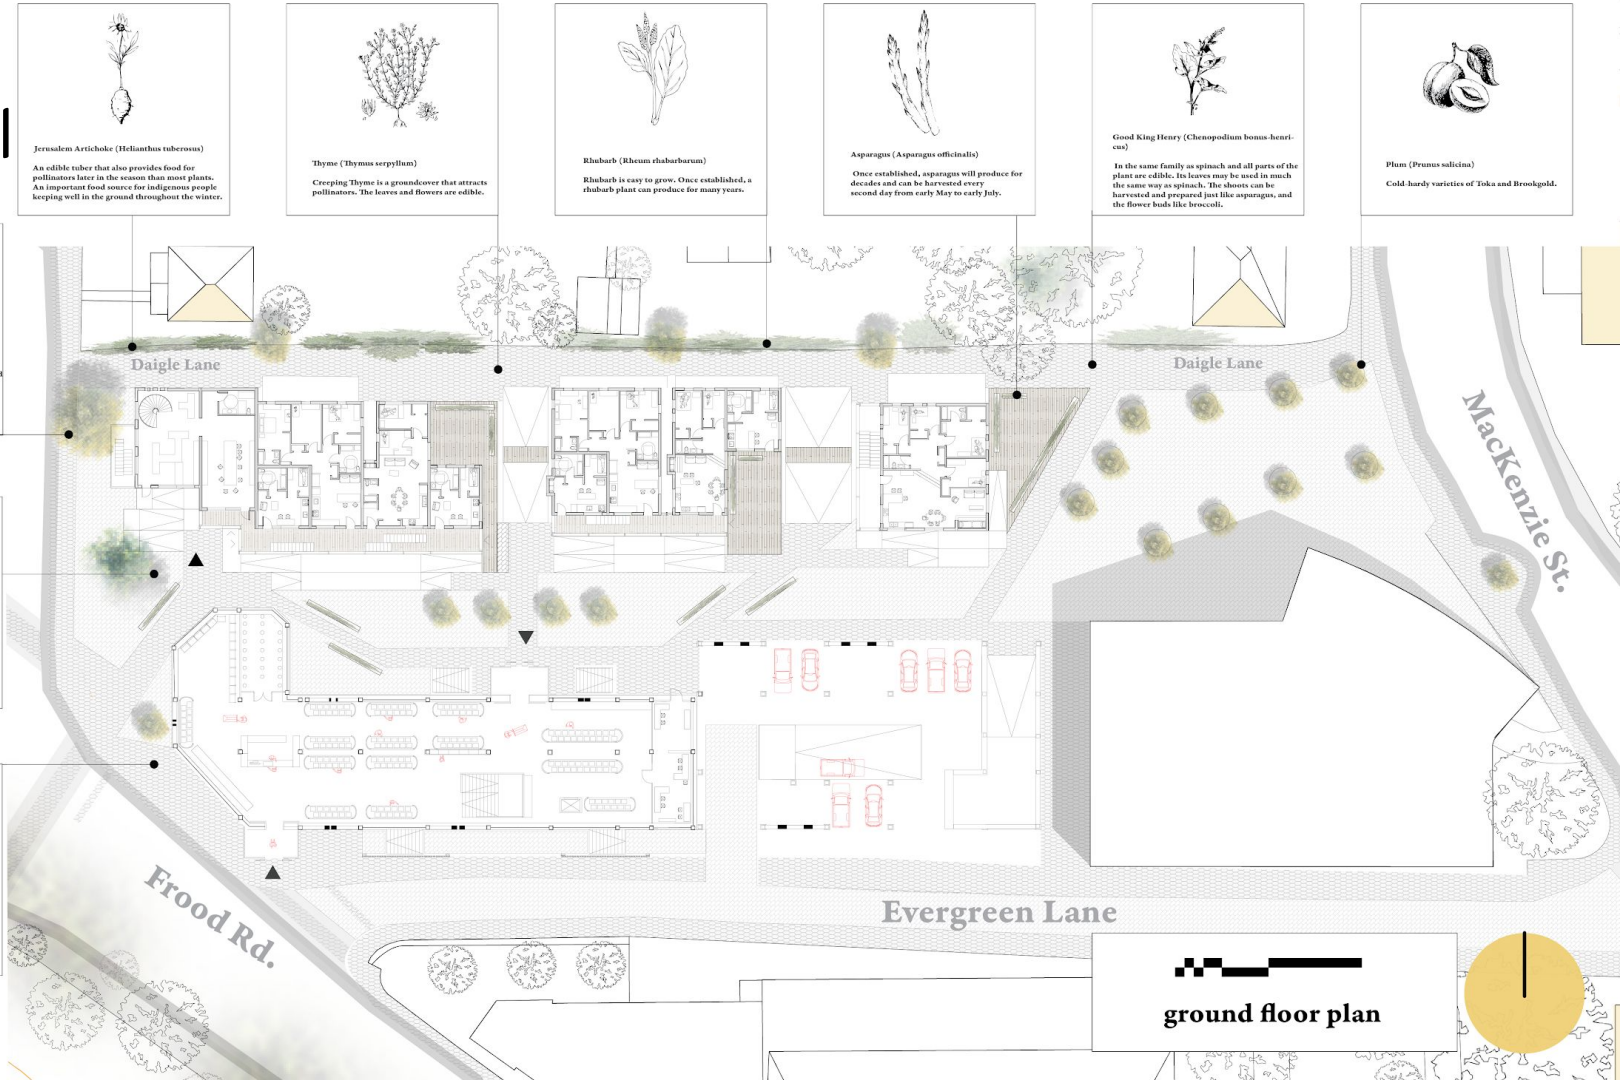 Jerusalem Artichoke (Helianthus tuberosus)
An edible tuber that also provides food for
pollinators later in the season than most plants.
An important food source for indigenous people
keeping well in the ground throughout the winter.
Thyme (Thymus serpyllum)
Creeping Thyme is a groundcover that attracts
pollinators. The leaves and flowers are edible.
Rhubarb (Rheum rhabarbarum)
Rhubarb is easy to grow. Once established, a
rhubarb plant can produce for many years.
Asparagus (Asparagus officinalis)
Once established, asparagus will produce for
decades and can be harvested every
second day from early May to early July.
Good King Henry (Chenopodium bonus-henri-
cus)
In the same family as spinach and all parts of the
plant are edible. Its leaves may be used in much
the same way as spinach. The shoots can be
harvested and prepared just like asparagus, and
the flower buds like broccoli.
Plum (Prunus salicina)
Cold-hardy varieties of Toka and Brookgold.
Daigle Lane
Daigle Lane
MacKenzie St.
Frood Rd.
Evergreen Lane
ground floor plan